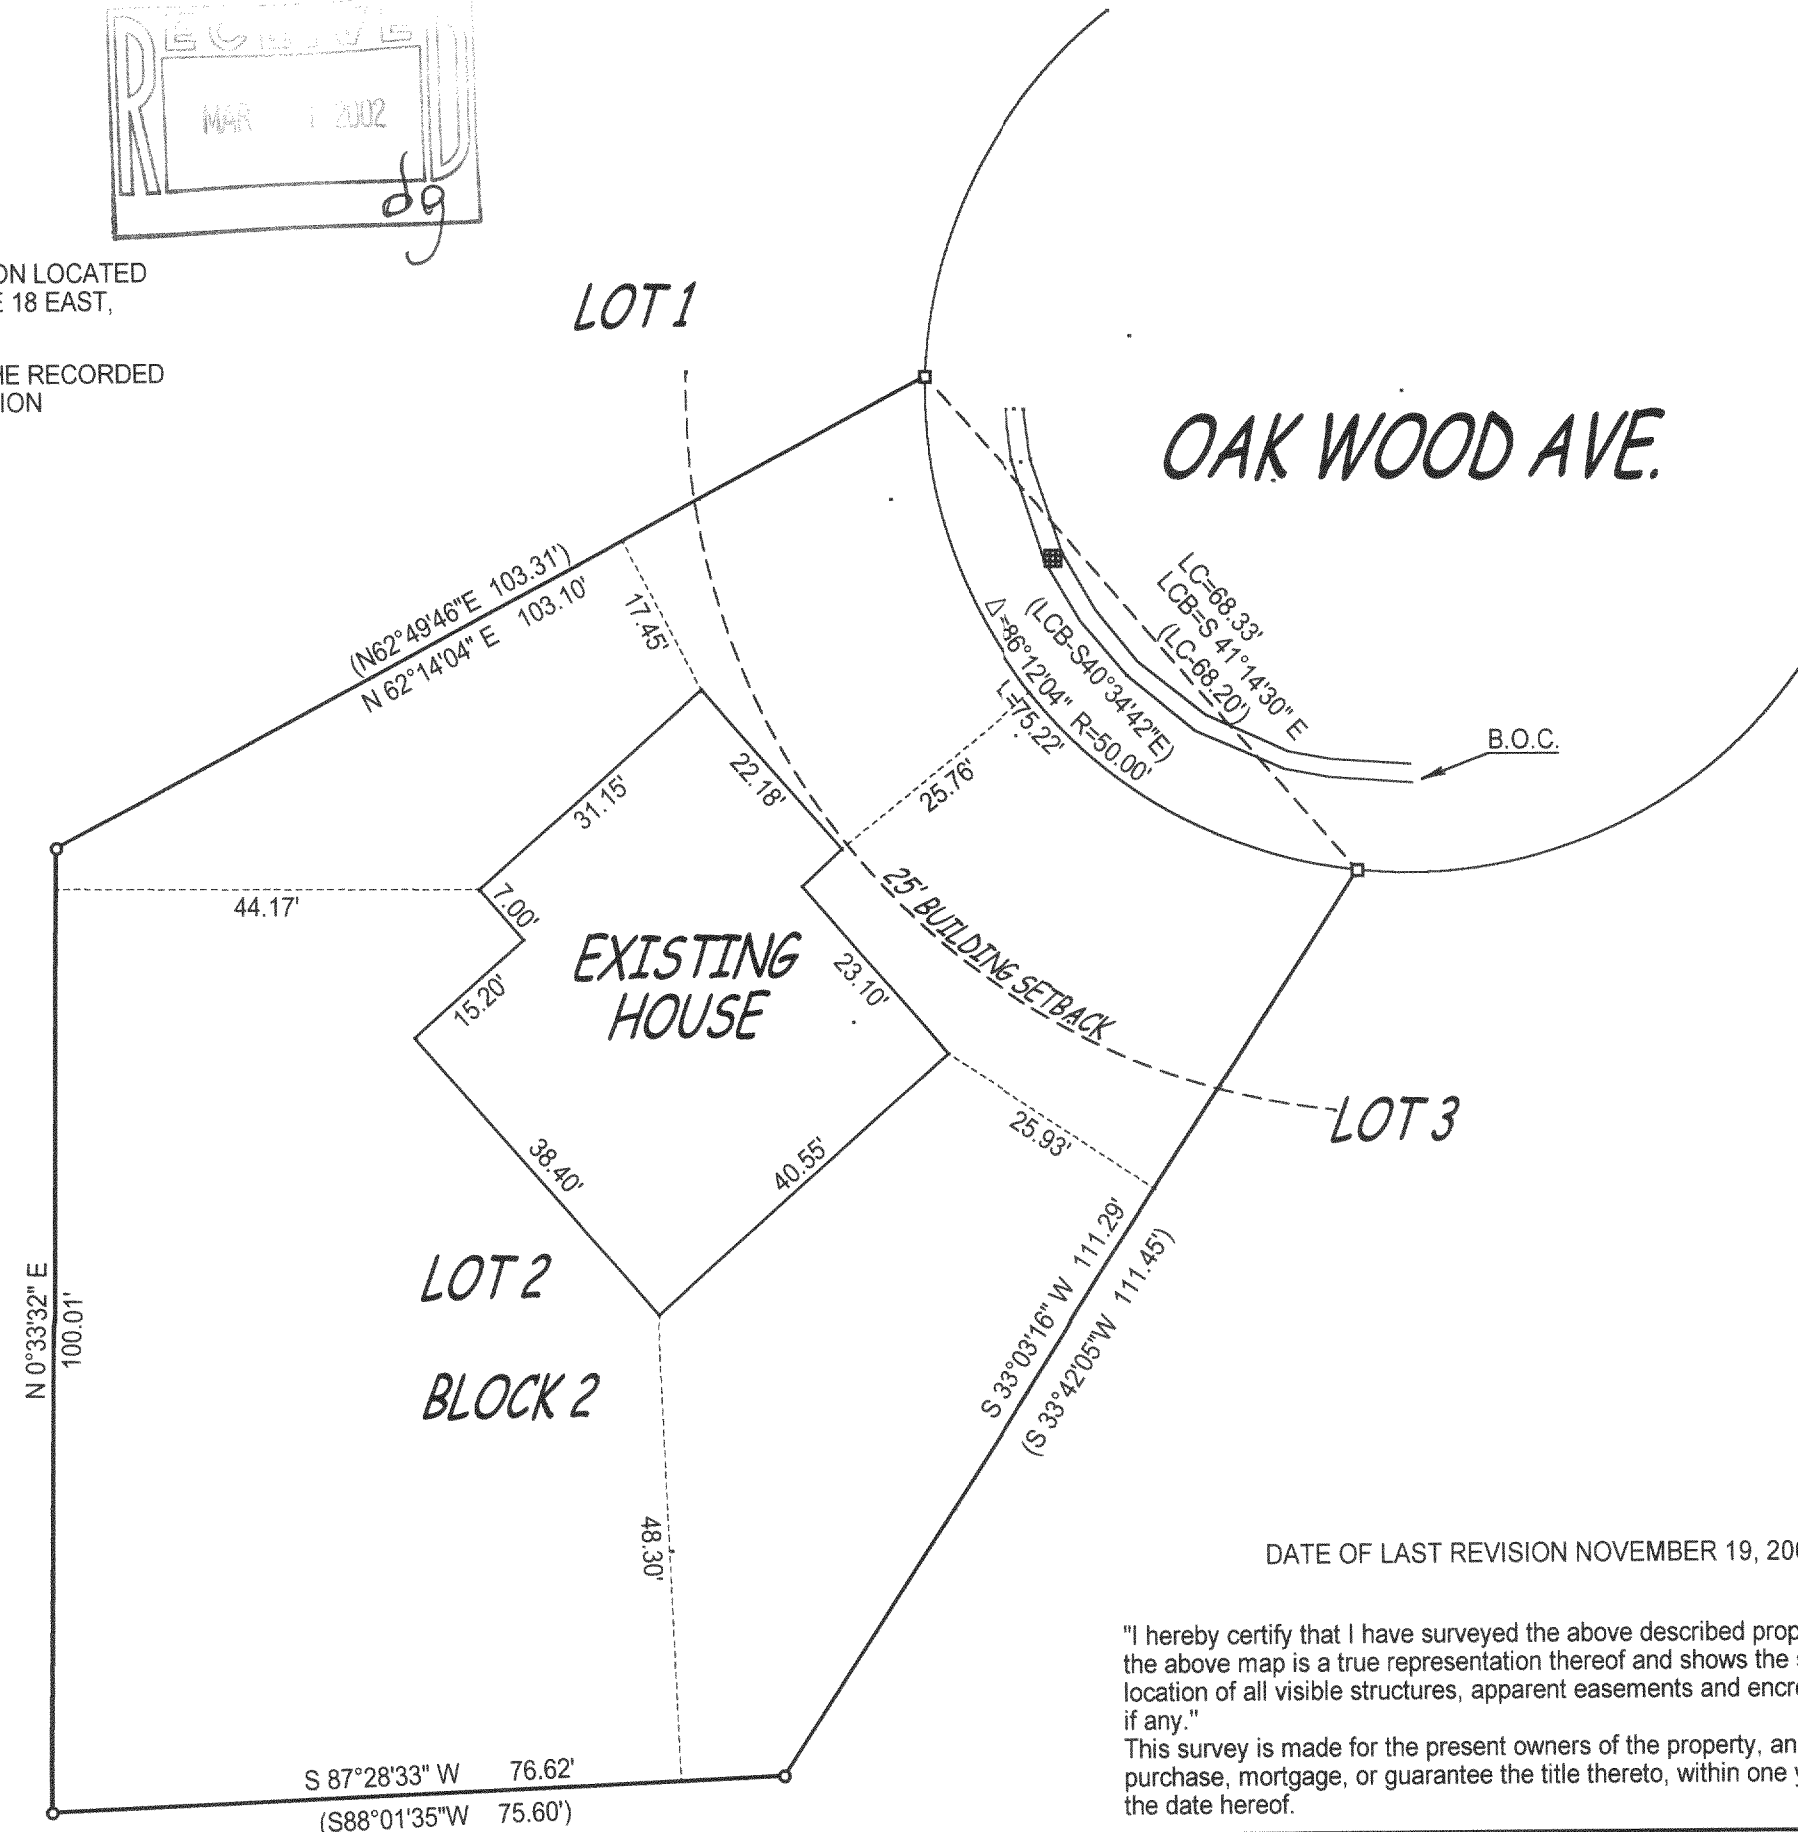 RECEIVED
MAR 1 2002
dg
ON LOCATED
E 18 EAST,
HE RECORDED
ION
LOT 1
OAK WOOD AVE.
(N62°49'46"E 103.31')
N 62°14'04" E 103.10'
17.45'
LC=68.33'
LCB=S 41°14'30" E
(LC-68.20')
(LCB-S40°34'42"E)
Δ=86°12'04" R=50.00'
L=75.22'
B.O.C.
22.18'
31.15'
25.76'
44.17'
7.00'
25' BUILDING SETBACK
EXISTING
HOUSE
23.10'
15.20'
LOT 3
25.93'
38.40'
40.55'
LOT 2
BLOCK 2
N 0°33'32" E
100.01'
S 33°03'16" W 111.29'
(S 33°42'05"W 111.45')
48.30'
DATE OF LAST REVISION NOVEMBER 19, 200
"I hereby certify that I have surveyed the above described prop
the above map is a true representation thereof and shows the s
location of all visible structures, apparent easements and encr
if any."
This survey is made for the present owners of the property, an
purchase, mortgage, or guarantee the title thereto, within one y
the date hereof.
S 87°28'33" W 76.62'
(S88°01'35"W 75.60')